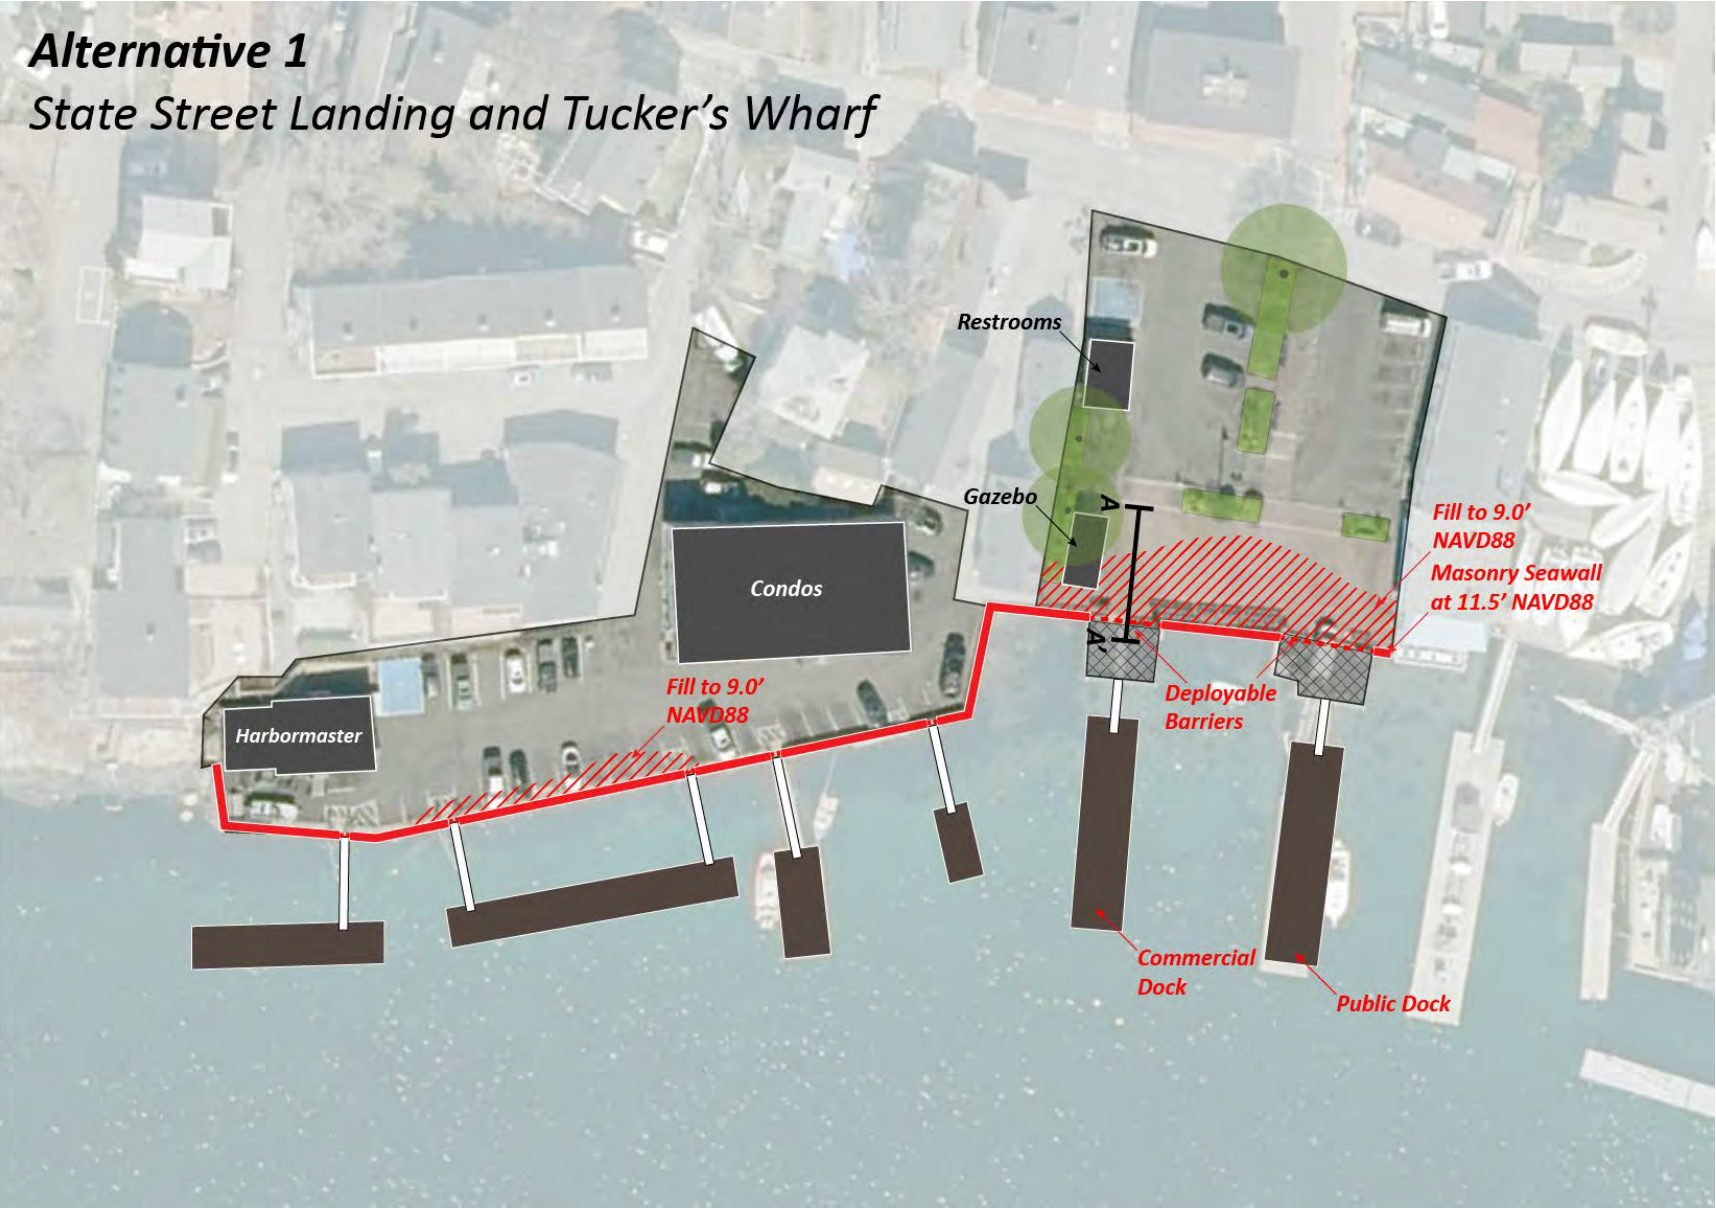 Alternative 1
State Street Landing and Tucker's Wharf
Restrooms
Gazebo
A
Fill to 9.0'
NAVD88
Masonry Seawall
at 11.5' NAVD88
Condos
A'
Deployable
Barriers
Fill to 9.0'
NAVD88
Harbormaster
Commercial
Dock
Public Dock